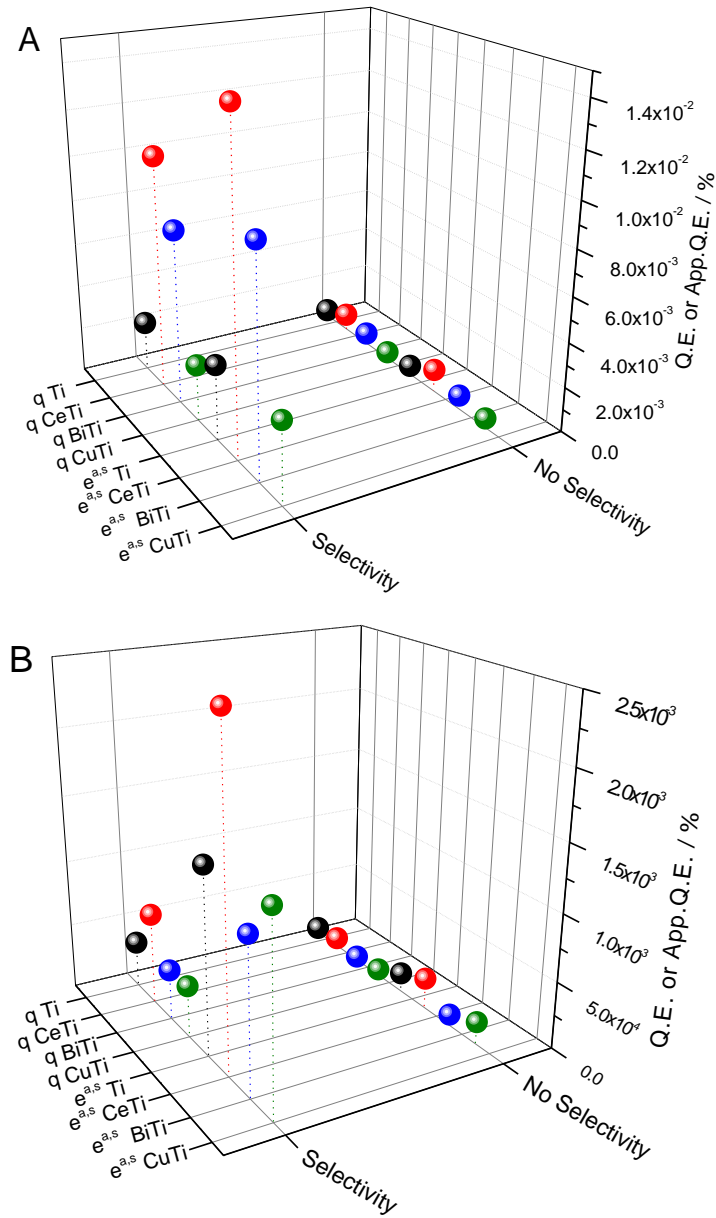 A
1.4x10⁻²
1.2x10⁻²
1.0x10⁻²
8.0x10⁻³
6.0x10⁻³
4.0x10⁻³
2.0x10⁻³
0.0
Q.E. or App.Q.E. / %
q Ti
q CeTi
q BiTi
q CuTi
eᵃ,ˢ Ti
eᵃ,ˢ CeTi
eᵃ,ˢ BiTi
eᵃ,ˢ CuTi
Selectivity
No Selectivity
B
2.5x10⁻³
2.0x10⁻³
1.5x10⁻³
1.0x10⁻³
5.0x10⁻⁴
0.0
Q.E. or App.Q.E. / %
q Ti
q CeTi
q BiTi
q CuTi
eᵃ,ˢ Ti
eᵃ,ˢ CeTi
eᵃ,ˢ BiTi
eᵃ,ˢ CuTi
Selectivity
No Selectivity